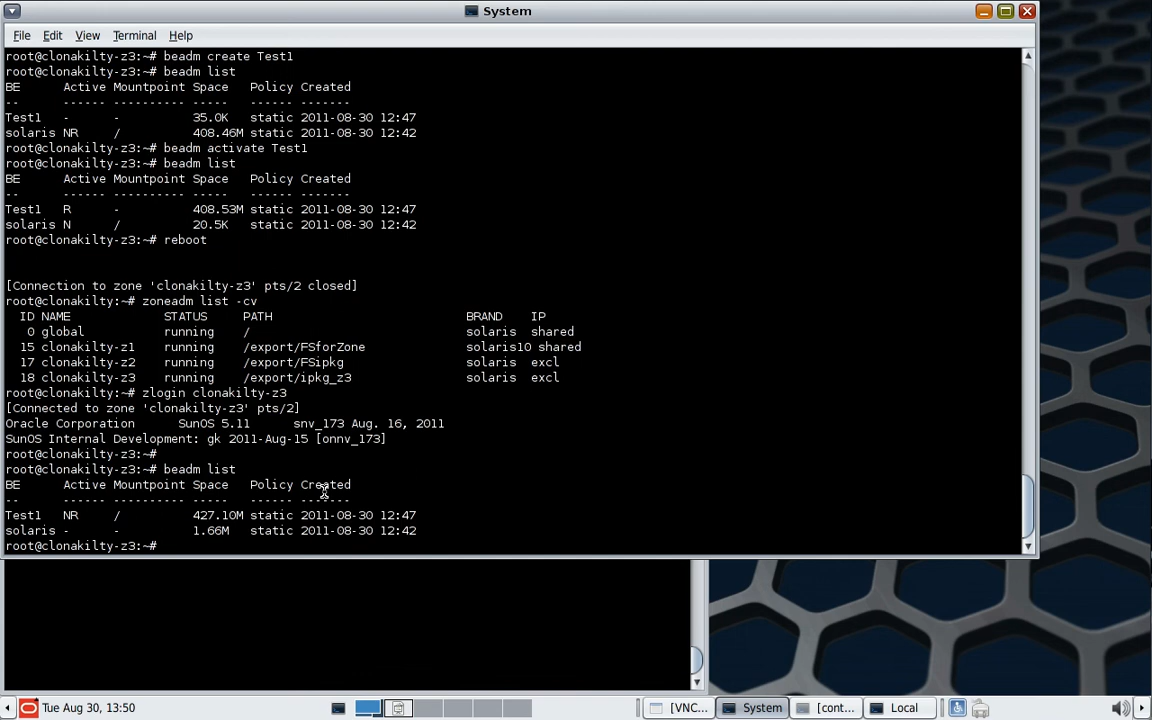 System
File Edit View Terminal Help
root@clonakilty-z3:~# beadm create Test1
root@clonakilty-z3:~# beadm list
BE      Active Mountpoint Space   Policy Created
--      ------ ---------- -----   ------ -------
Test1   -      -          35.0K   static 2011-08-30 12:47
solaris NR     /          408.46M static 2011-08-30 12:42
root@clonakilty-z3:~# beadm activate Test1
root@clonakilty-z3:~# beadm list
BE      Active Mountpoint Space   Policy Created
--      ------ ---------- -----   ------ -------
Test1   R      -          408.53M static 2011-08-30 12:47
solaris N      /          20.5K   static 2011-08-30 12:42
root@clonakilty-z3:~# reboot
[Connection to zone 'clonakilty-z3' pts/2 closed]
root@clonakilty:~# zoneadm list -cv
  ID NAME             STATUS     PATH                           BRAND    IP
   0 global           running    /                              solaris  shared
  15 clonakilty-z1    running    /export/FSforZone              solaris10 shared
  17 clonakilty-z2    running    /export/FSipkg                 solaris  excl
  18 clonakilty-z3    running    /export/ipkg_z3                solaris  excl
root@clonakilty:~# zlogin clonakilty-z3
[Connected to zone 'clonakilty-z3' pts/2]
Oracle Corporation      SunOS 5.11      snv_173 Aug. 16, 2011
SunOS Internal Development: gk 2011-Aug-15 [onnv_173]
root@clonakilty-z3:~#
root@clonakilty-z3:~# beadm list
BE      Active Mountpoint Space   Policy Created
--      ------ ---------- -----   ------ -------
Test1   NR     /          427.10M static 2011-08-30 12:47
solaris -      -          1.66M   static 2011-08-30 12:42
root@clonakilty-z3:~#
Tue Aug 30, 13:50 [VNC... System [cont... Local